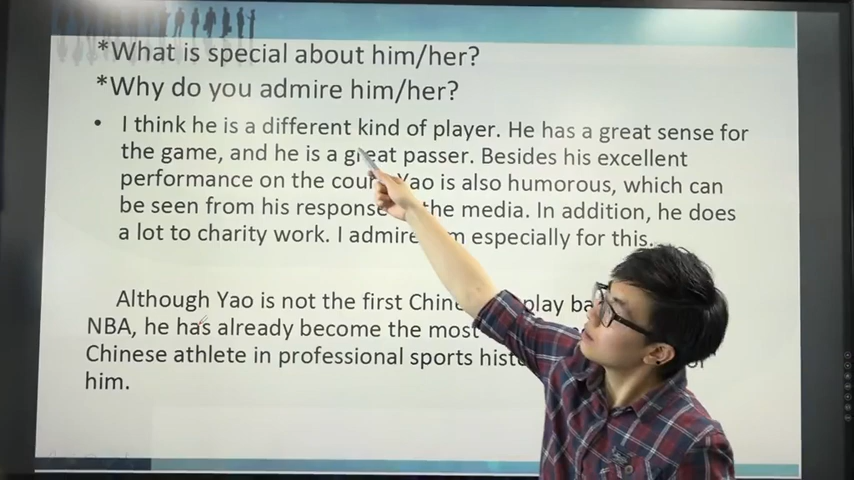 *What is special about him/her?
*Why do you admire him/her?
• I think he is a different kind of player. He has a great sense for
the game, and he is a great passer. Besides his excellent
performance on the Yao is also humorous, which can
be seen from his response the media. In addition, he does
a lot to charity work. I admire especially for this.
Although Yao is not the first play
NBA, he has already become the most
Chinese athlete in professional sports
him.